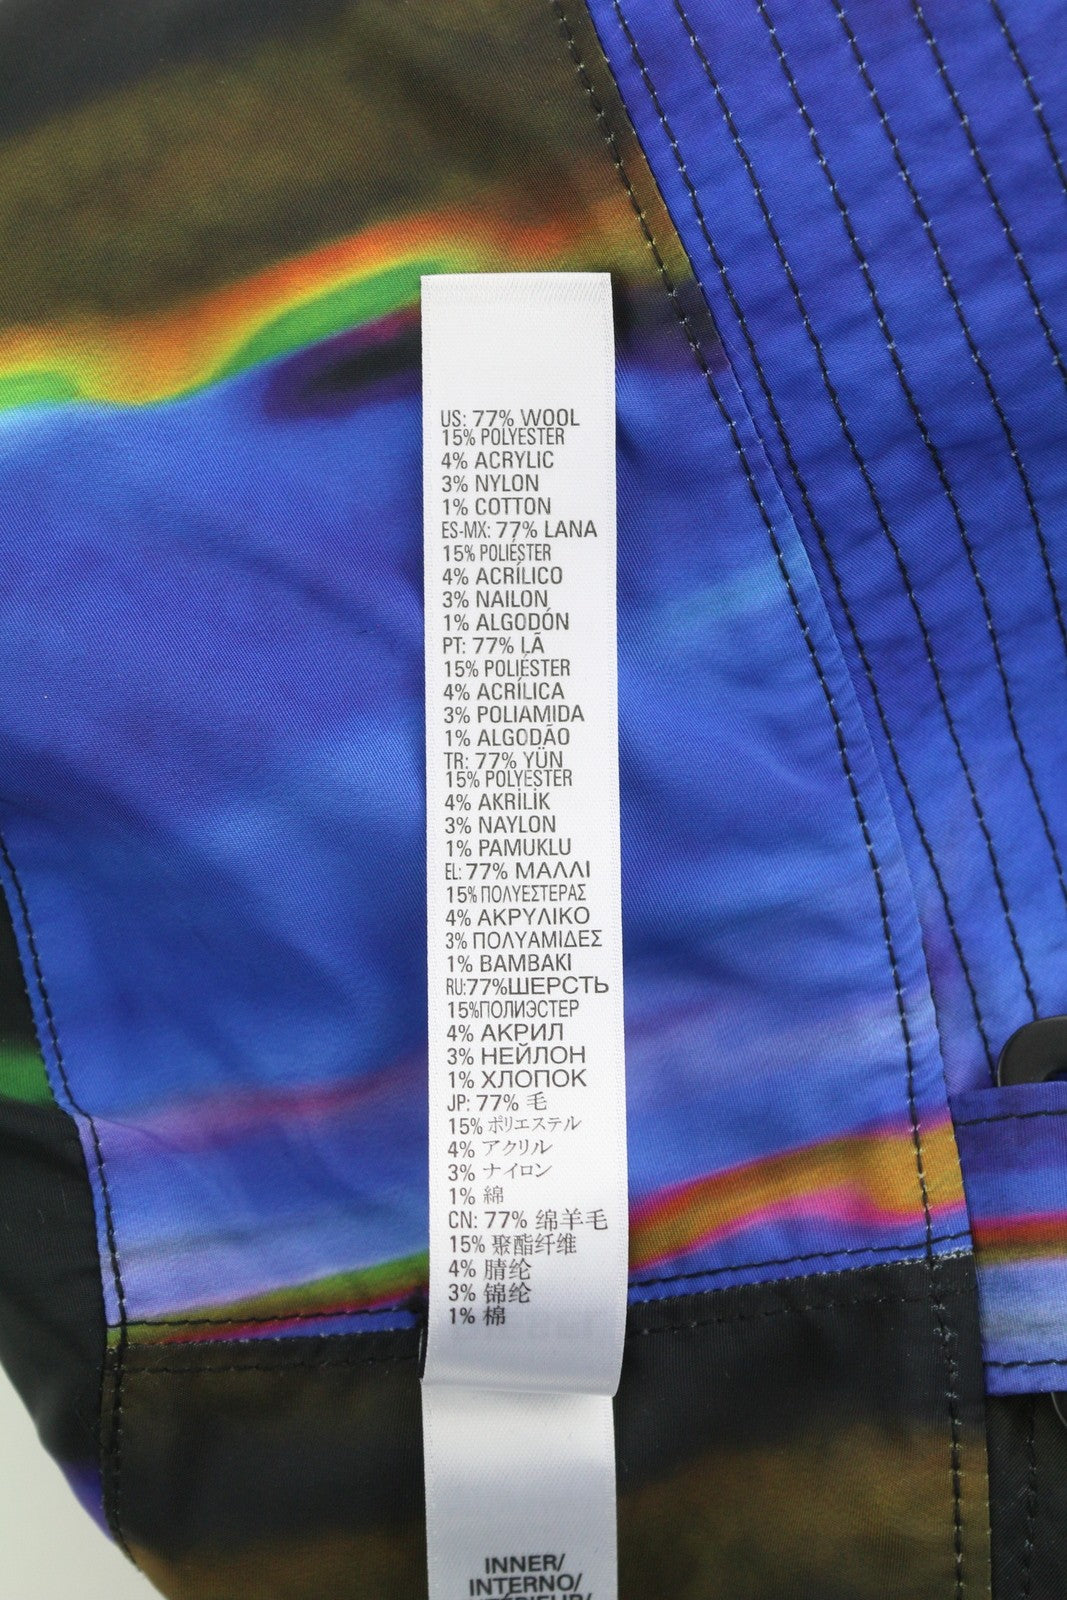 US: 77% WOOL
15% POLYESTER
4% ACRYLIC
3% NYLON
1% COTTON
ES-MX: 77% LANA
15% POLIÉSTER
4% ACRÍLICO
3% NAILON
1% ALGODÓN
PT: 77% LÃ
15% POLIÉSTER
4% ACRÍLICA
3% POLIAMIDA
1% ALGODÃO
TR: 77% YÜN
15% POLYESTER
4% AKRİLİK
3% NAYLON
1% PAMUKLU
EL: 77% ΜΑΛΛΙ
15% ΠΟΛΥΕΣΤΕΡΑΣ
4% ΑΚΡΥΛΙΚΟ
3% ΠΟΛΥΑΜΙΔΕΣ
1% ΒΑΜΒΑΚΙ
RU:77%ШЕРСТЬ
15%ПОЛИЭСТЕР
4% АКРИЛ
3% НЕЙЛОН
1% ХЛОПОК
JP: 77% 毛
15% ポリエステル
4% アクリル
3% ナイロン
1% 綿
CN: 77% 绵羊毛
15% 聚酯纤维
4% 腈纶
3% 锦纶
1% 棉
INNER/
INTERNO/